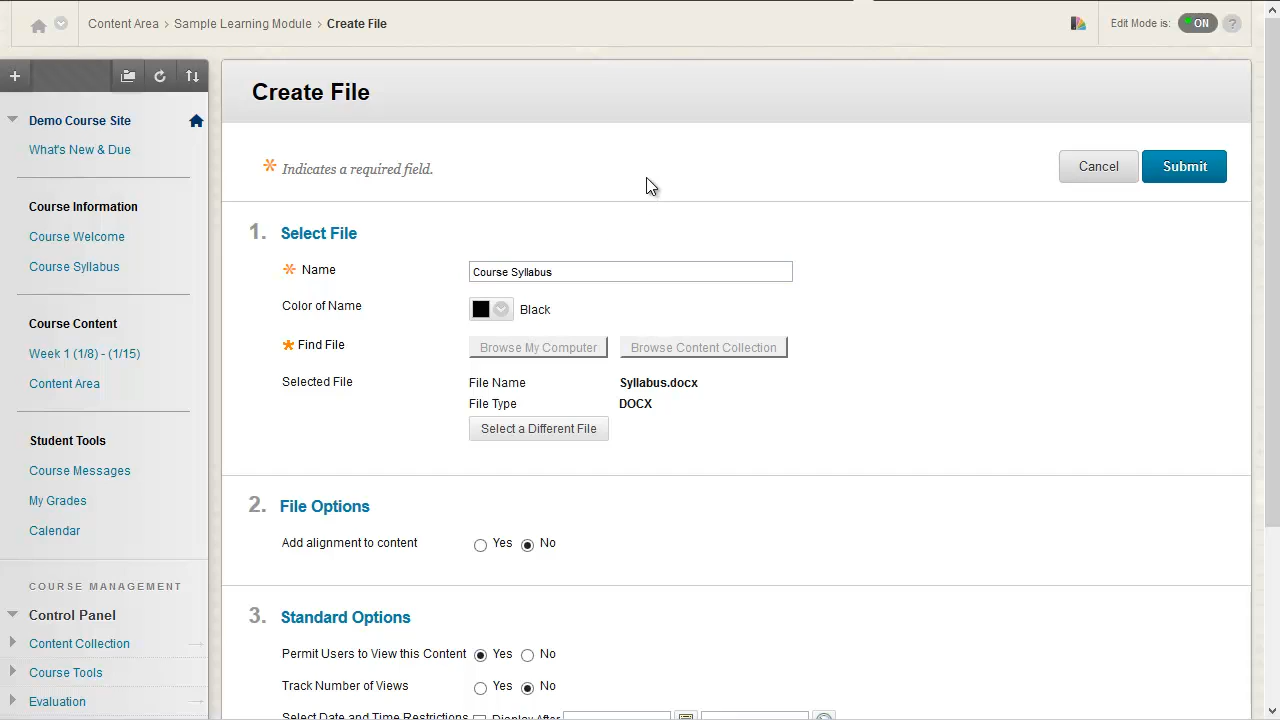 Content Area > Sample Learning Module > Create File
Edit Mode is: ON ?
Demo Course Site
What's New & Due
Course Information
Course Welcome
Course Syllabus
Course Content
Week 1 (1/8) - (1/15)
Content Area
Student Tools
Course Messages
My Grades
Calendar
COURSE MANAGEMENT
Control Panel
Content Collection
Course Tools
Evaluation
Create File
* Indicates a required field.
Cancel Submit
1. Select File
* Name Course Syllabus
Color of Name Black
* Find File Browse My Computer Browse Content Collection
Selected File File Name Syllabus.docx
File Type DOCX
Select a Different File
2. File Options
Add alignment to content Yes No
3. Standard Options
Permit Users to View this Content Yes No
Track Number of Views Yes No
Select Date and Time Restrictions Display After